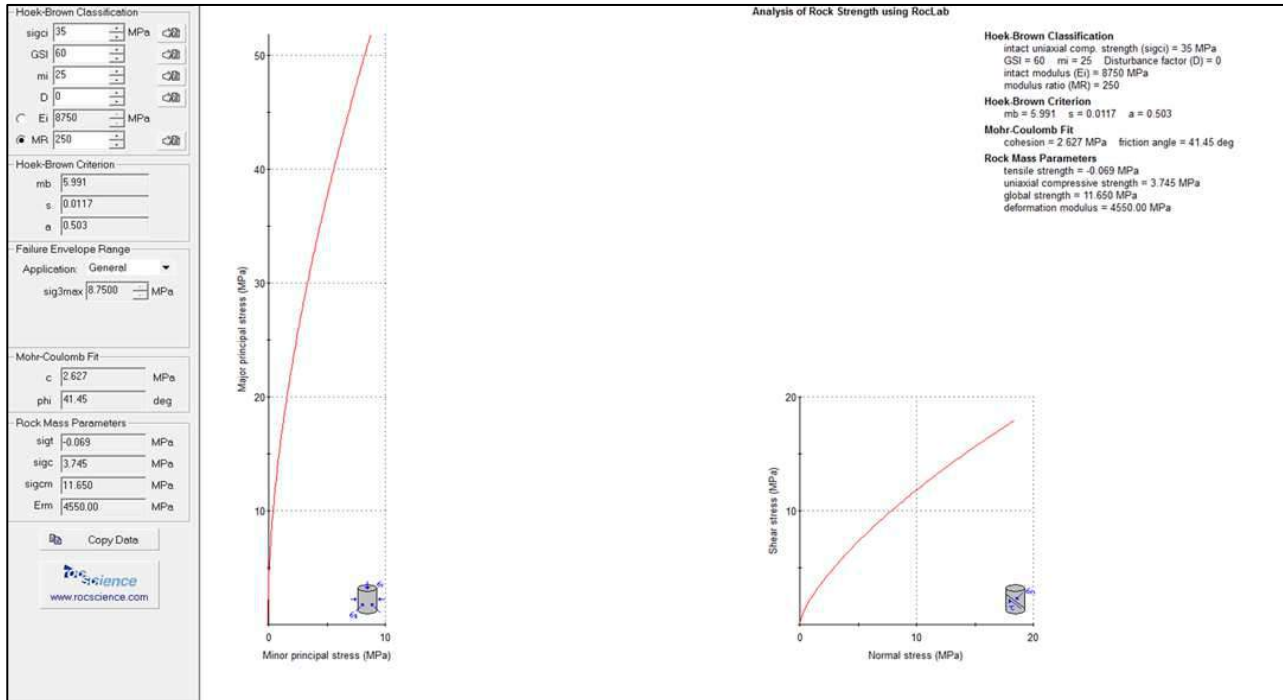 Hoek-Brown Classification
sigci 35 MPa
GSI 60
mi 25
D 0
Ei 8750 MPa
MR 250
Hoek-Brown Criterion
mb 5.991
s 0.0117
a 0.503
Failure Envelope Range
Application: General
sig3max 8.7500 MPa
Mohr-Coulomb Fit
c 2.627 MPa
phi 41.45 deg
Rock Mass Parameters
sigt -0.069 MPa
sigc 3.745 MPa
sigcm 11.650 MPa
Erm 4550.00 MPa
Copy Data
rocscience
www.rocscience.com
Analysis of Rock Strength using RocLab
Hoek-Brown Classification
intact uniaxial comp. strength (sigci) = 35 MPa
GSI = 60 mi = 25 Disturbance factor (D) = 0
intact modulus (Ei) = 8750 MPa
modulus ratio (MR) = 250
Hoek-Brown Criterion
mb = 5.991 s = 0.0117 a = 0.503
Mohr-Coulomb Fit
cohesion = 2.627 MPa friction angle = 41.45 deg
Rock Mass Parameters
tensile strength = -0.069 MPa
uniaxial compressive strength = 3.745 MPa
global strength = 11.650 MPa
deformation modulus = 4550.00 MPa
Major principal stress (MPa)
50
40
30
20
10
0 10
Minor principal stress (MPa)
Shear stress (MPa)
20
10
0 10 20
Normal stress (MPa)